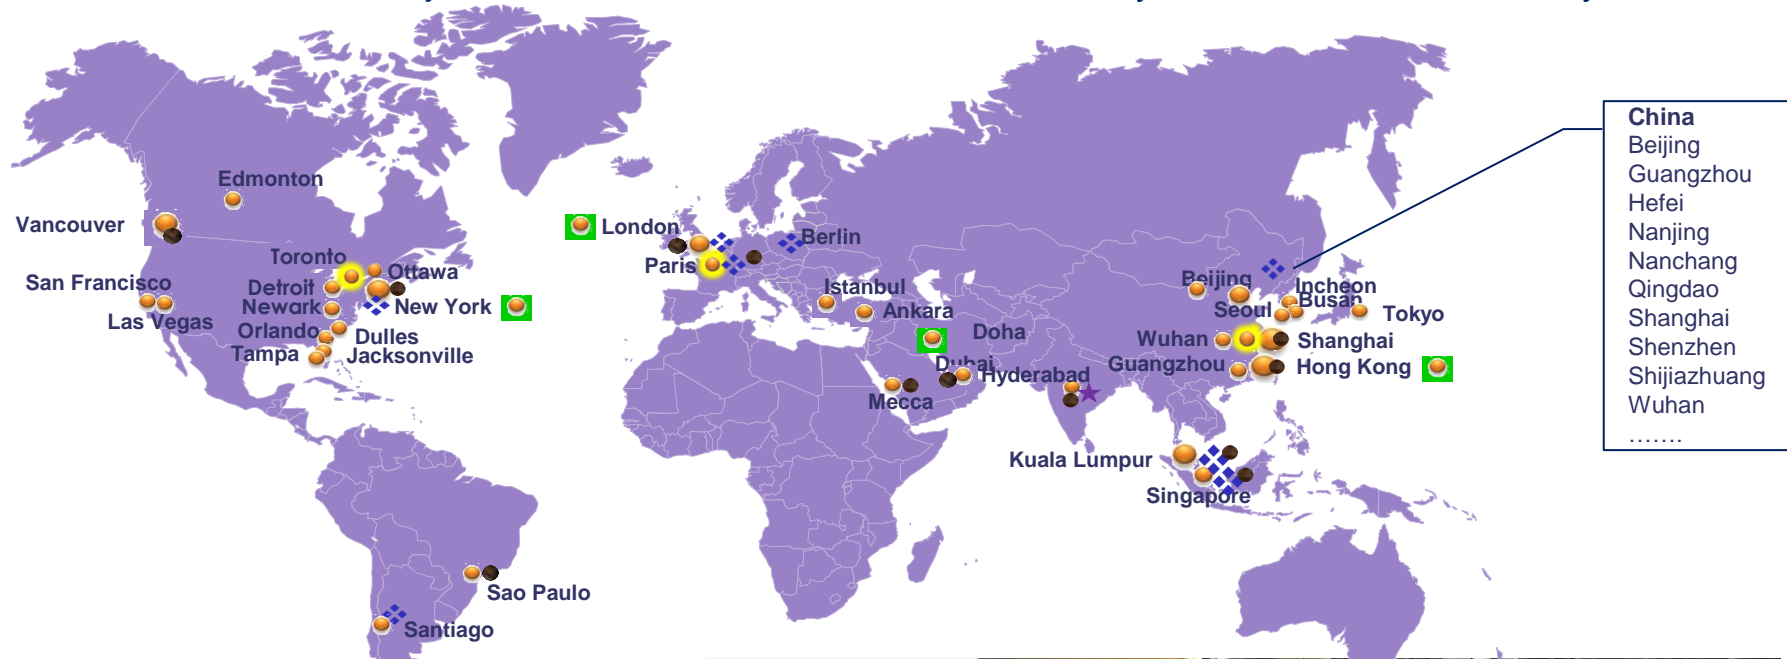 Edmonton
Vancouver
London
Berlin
Toronto
Ottawa
Paris
San Francisco
Detroit
Newark
New York
Las Vegas
Orlando
Dulles
Tampa
Jacksonville
Istanbul
Ankara
Doha
Dubai
Hyderabad
Mecca
Beijing
Incheon
Busan
Seoul
Tokyo
Wuhan
Shanghai
Guangzhou
Hong Kong
Kuala Lumpur
Singapore
Sao Paulo
Santiago
China
Beijing
Guangzhou
Hefei
Nanjing
Nanchang
Qingdao
Shanghai
Shenzhen
Shijiazhuang
Wuhan
.......